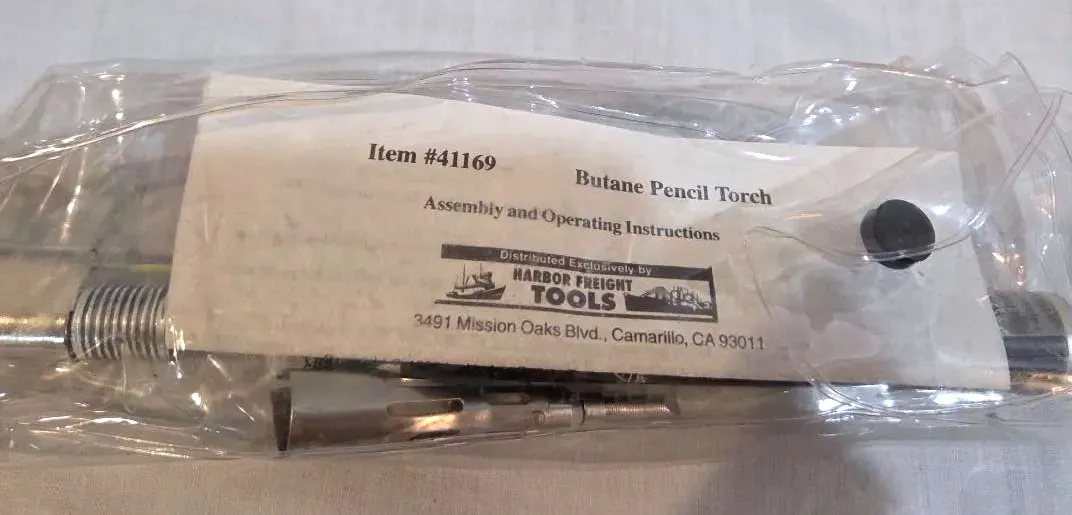 Item #41169
Butane Pencil Torch
Assembly and Operating Instructions
Distributed Exclusively by
HARBOR FREIGHT
TOOLS
3491 Mission Oaks Blvd., Camarillo, CA 93011